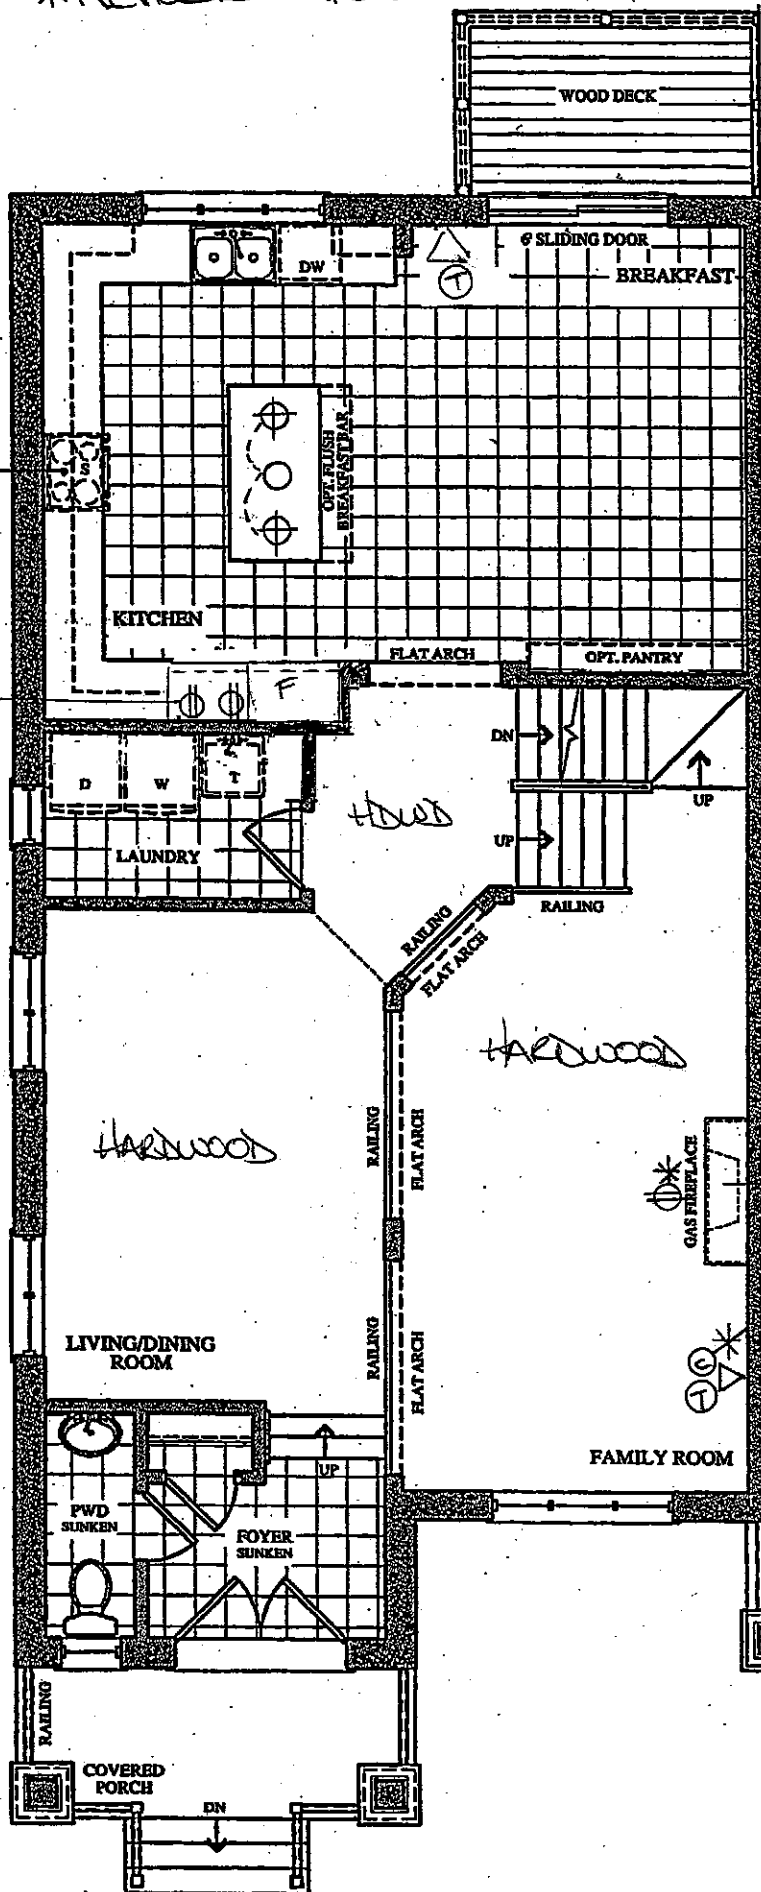 WOOD DECK
6' SLIDING DOOR
BREAKFAST
T
DW
S
OPT. FLUSH
BREAKFAST BAR
KITCHEN
FLAT ARCH
OPT. PANTRY
F
DN
UP
D
W
T
HDWD
LAUNDRY
UP
RAILING
RAILING
FLAT ARCH
HARDWOOD
HARDWOOD
RAILING
FLAT ARCH
GAS FIREPLACE
LIVING/DINING
ROOM
RAILING
FLAT ARCH
C
T
FAMILY ROOM
UP
PWD
SUNKEN
FOYER
SUNKEN
RAILING
COVERED
PORCH
DN